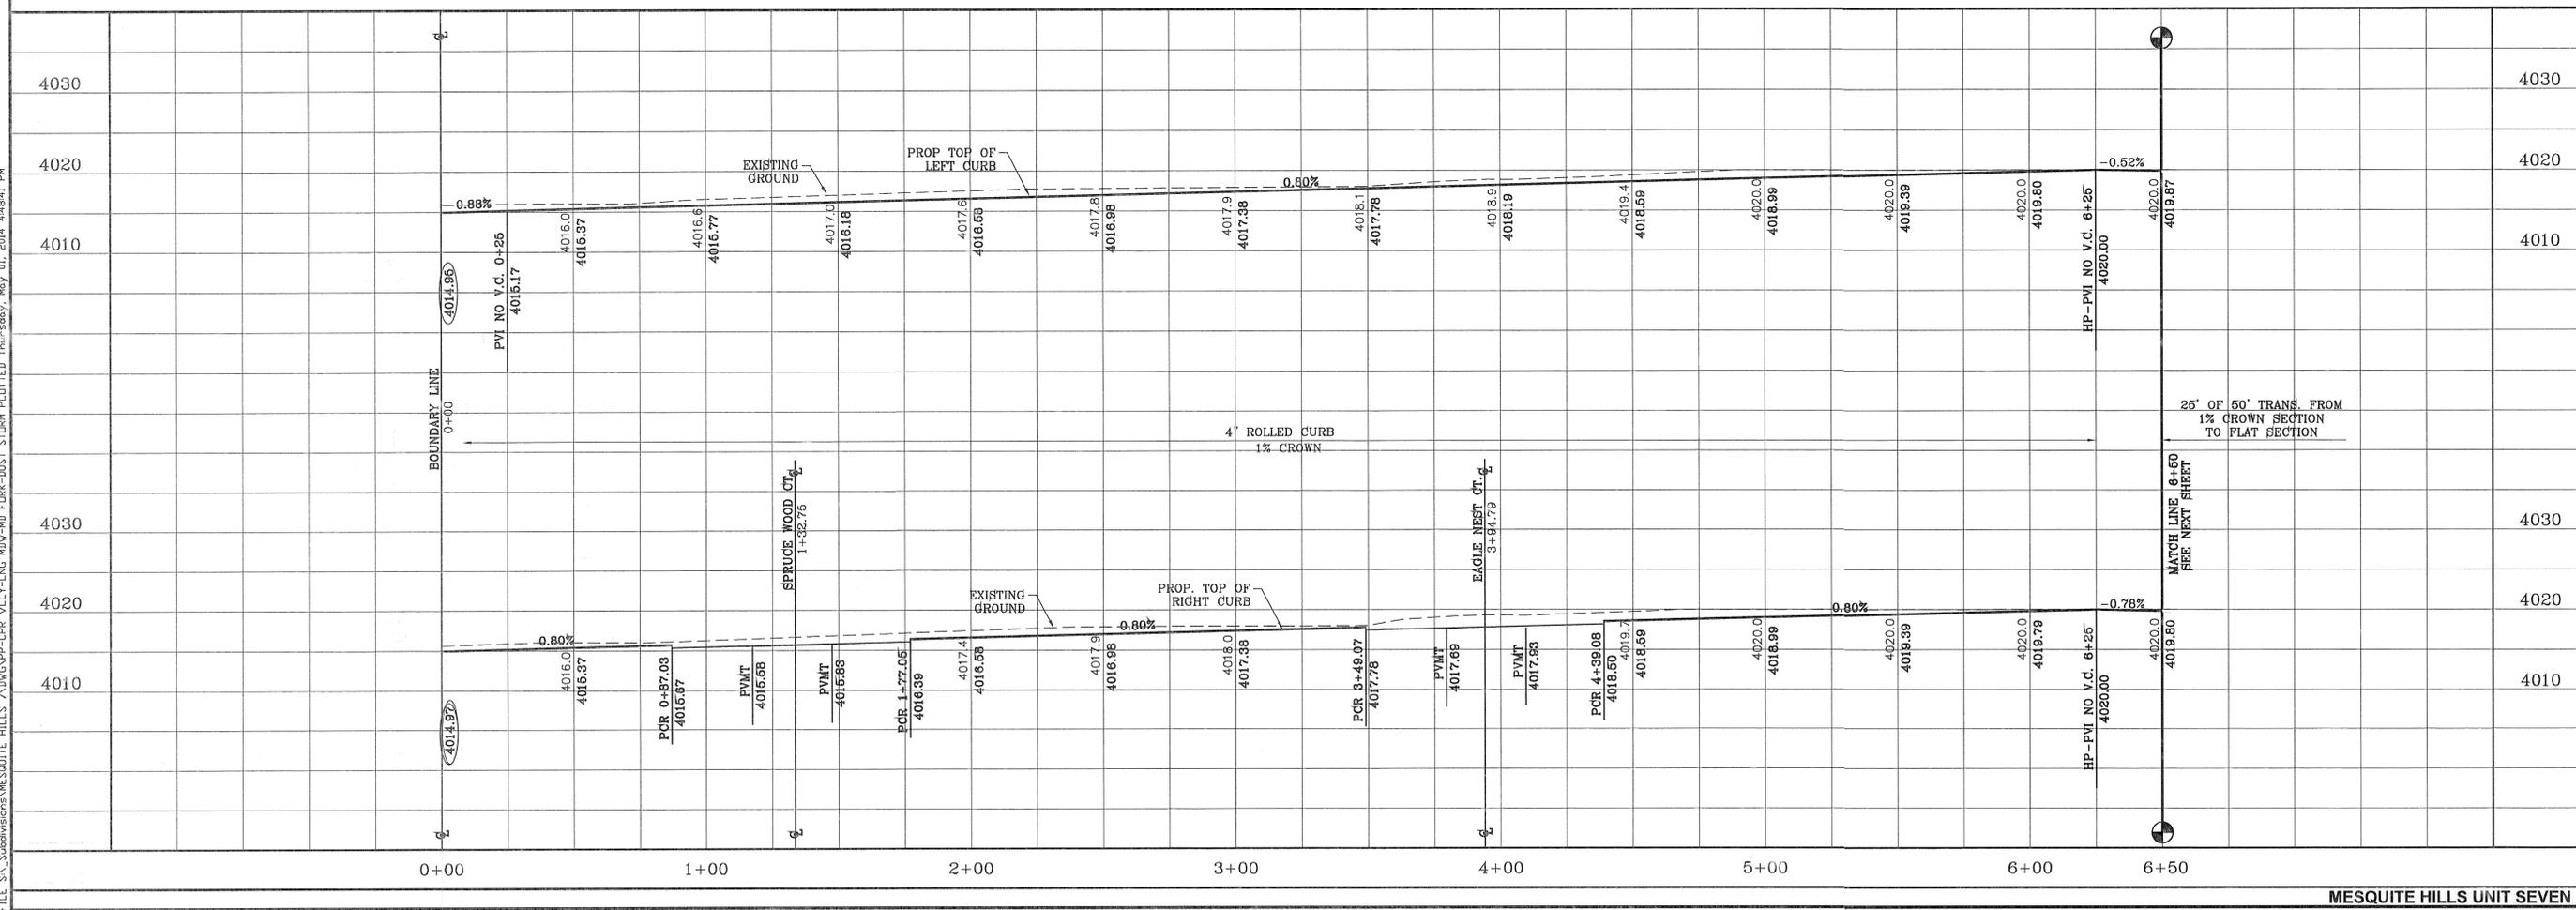 4030
4020
4010
4030
4020
4010
EXISTING
GROUND
PROP TOP OF
LEFT CURB
0.88%
0.80%
-0.52%
4014.95
PVI NO V.C. 0+25
4015.17
4016.0
4015.37
4016.6
4015.77
4017.0
4016.18
4017.6
4016.58
4017.8
4016.98
4017.9
4017.38
4018.1
4017.78
4018.9
4018.19
4019.4
4018.59
4020.0
4018.99
4020.0
4019.39
4020.0
4019.80
HP-PVI NO V.C. 6+25
4020.00
4020.0
4019.87
BOUNDARY LINE
0+00
4" ROLLED CURB
1% CROWN
25' OF 50' TRANS. FROM
1% CROWN SECTION
TO FLAT SECTION
SPRUCE WOOD CT.
1+32.75
EAGLE NEST CT.
3+94.79
MATCH LINE 6+50
SEE NEXT SHEET
4030
4020
4010
4030
4020
4010
EXISTING
GROUND
PROP. TOP OF
RIGHT CURB
0.80%
0.80%
0.80%
-0.78%
4014.97
4016.0
4015.37
PCR 0+87.03
4015.67
PVMT
4015.58
PVMT
4015.83
PCR 1+77.05
4016.39
4017.4
4016.58
4017.9
4016.98
4018.0
4017.38
PCR 3+49.07
4017.78
PVMT
4017.69
PVMT
4017.93
PCR 4+39.08
4018.50
4019.7
4018.59
4020.0
4018.99
4020.0
4019.39
4020.0
4019.79
HP-PVI NO V.C. 6+25
4020.00
4020.0
4019.80
0+00
1+00
2+00
3+00
4+00
5+00
6+00
6+50
MESQUITE HILLS UNIT SEVEN